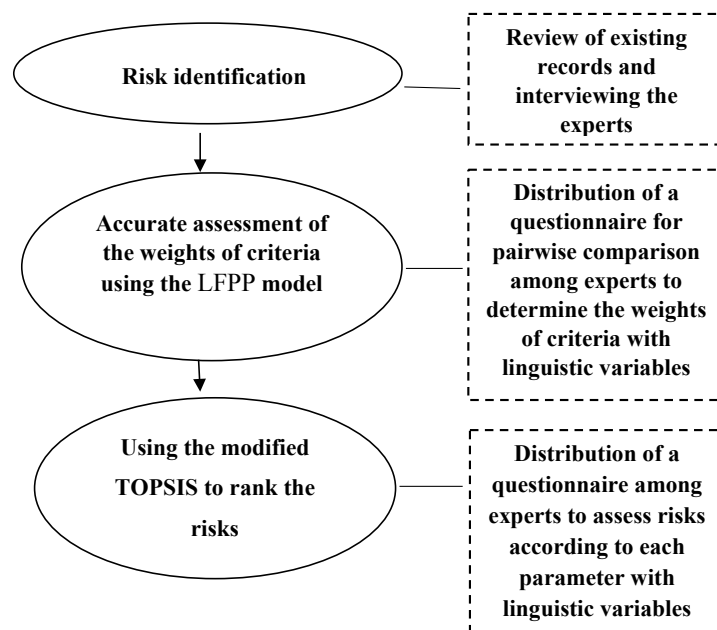 Risk identification
Review of existing
records and
interviewing the
experts
Accurate assessment of
the weights of criteria
using the LFPP model
Distribution of a
questionnaire for
pairwise comparison
among experts to
determine the weights
of criteria with
linguistic variables
Using the modified
TOPSIS to rank the
risks
Distribution of a
questionnaire among
experts to assess risks
according to each
parameter with
linguistic variables